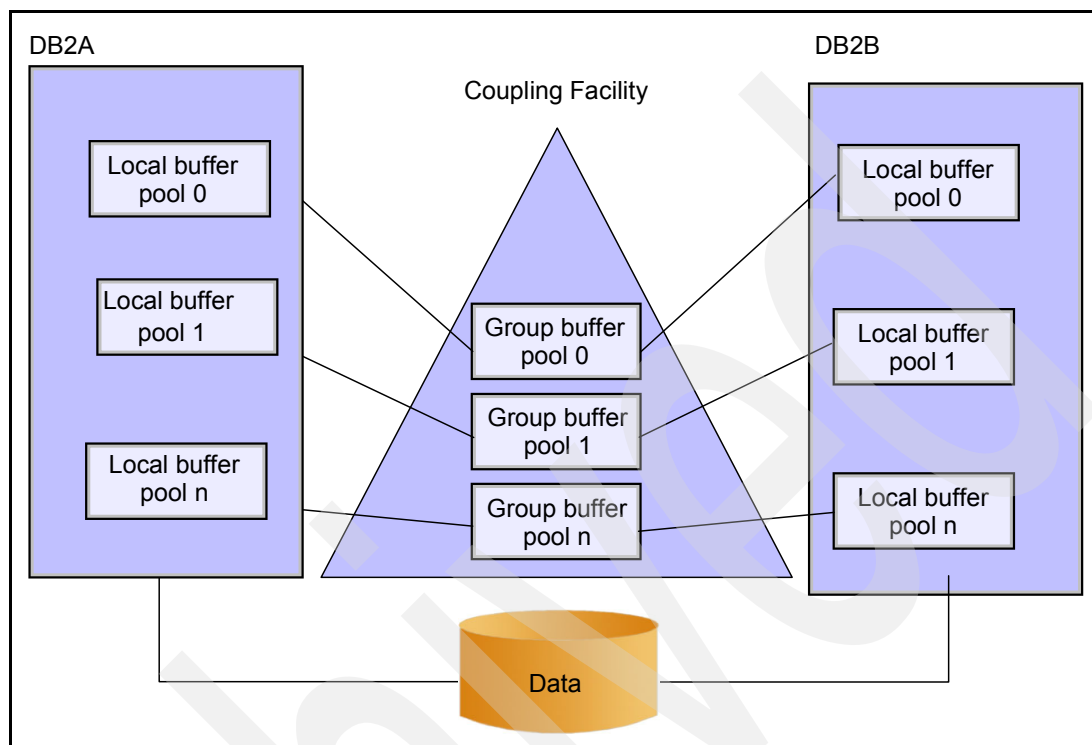 DB2A
DB2B
Coupling Facility
Local buffer
pool 0
Local buffer
pool 1
Local buffer
pool n
Group buffer
pool 0
Group buffer
pool 1
Group buffer
pool n
Local buffer
pool 0
Local buffer
pool 1
Local buffer
pool n
Data